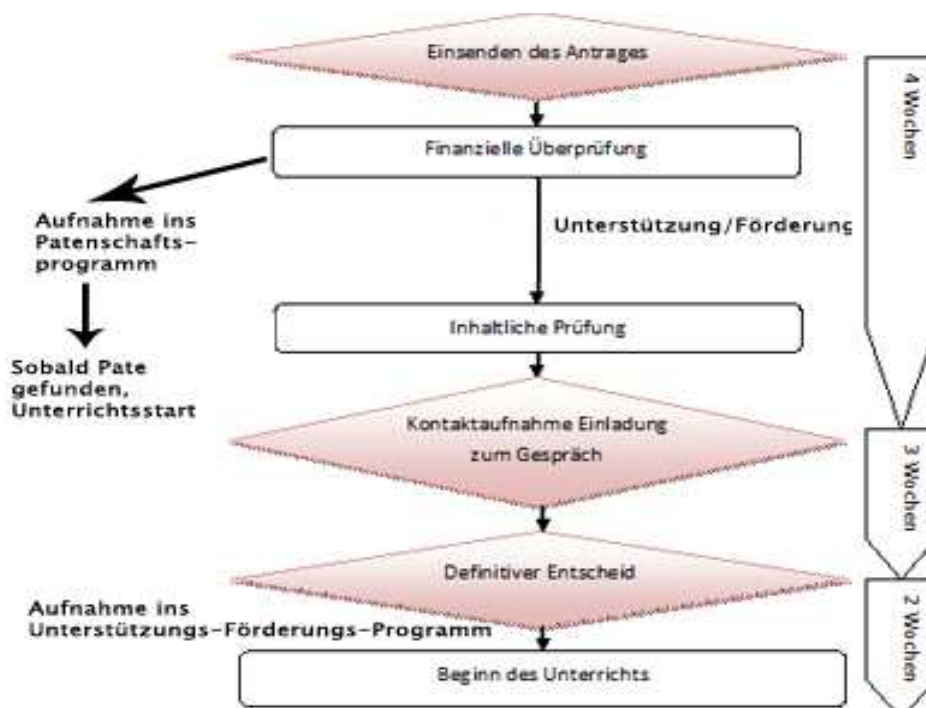 Einsenden des Antrages
4 Wochen
Finanzielle Überprüfung
Aufnahme ins
Patenschafts-
programm
Unterstützung/Förderung
Inhaltliche Prüfung
Sobald Pate
gefunden,
Unterrichtsstart
Kontaktaufnahme Einladung
zum Gespräch
3 Wochen
Definitiver Entscheid
Aufnahme ins
Unterstützungs-Förderungs-Programm
2 Wochen
Beginn des Unterrichts